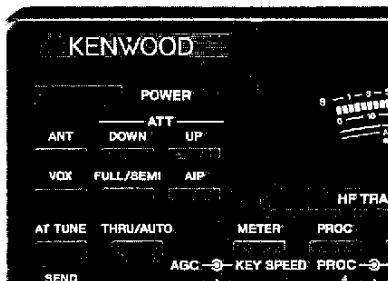 KENWOOD
POWER
ATT
ANT DOWN UP
VOX FULL/SEMI AIP
HF TRA
AT TUNE THRU/AUTO METER PROC
AGC KEY SPEED PROC
SEND